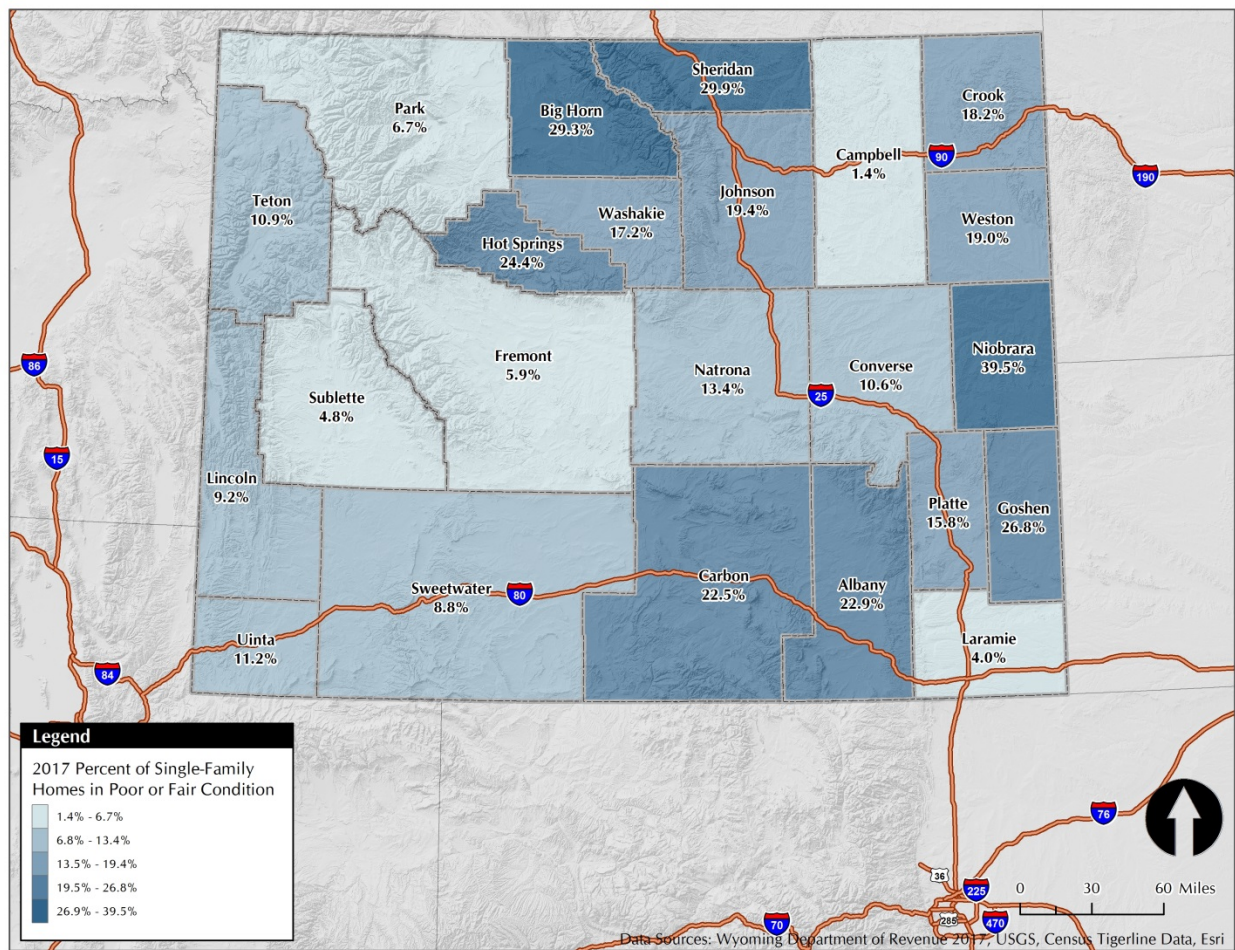 Park
6.7%
Big Horn
29.3%
Sheridan
29.9%
Campbell
1.4%
Crook
18.2%
90
190
Teton
10.9%
Washakie
17.2%
Johnson
19.4%
Weston
19.0%
Hot Springs
24.4%
86
Sublette
4.8%
Fremont
5.9%
Natrona
13.4%
25
Converse
10.6%
Niobrara
39.5%
15
Lincoln
9.2%
Platte
15.8%
Goshen
26.8%
Sweetwater
8.8%
80
Carbon
22.5%
Albany
22.9%
Uinta
11.2%
Laramie
4.0%
84
Legend
2017 Percent of Single-Family
Homes in Poor or Fair Condition
1.4% - 6.7%
6.8% - 13.4%
13.5% - 19.4%
19.5% - 26.8%
26.9% - 39.5%
76
36
225
285
470
70
0 30 60 Miles
Data Sources: Wyoming Department of Revenue 2017, USGS, Census Tigerline Data, Esri